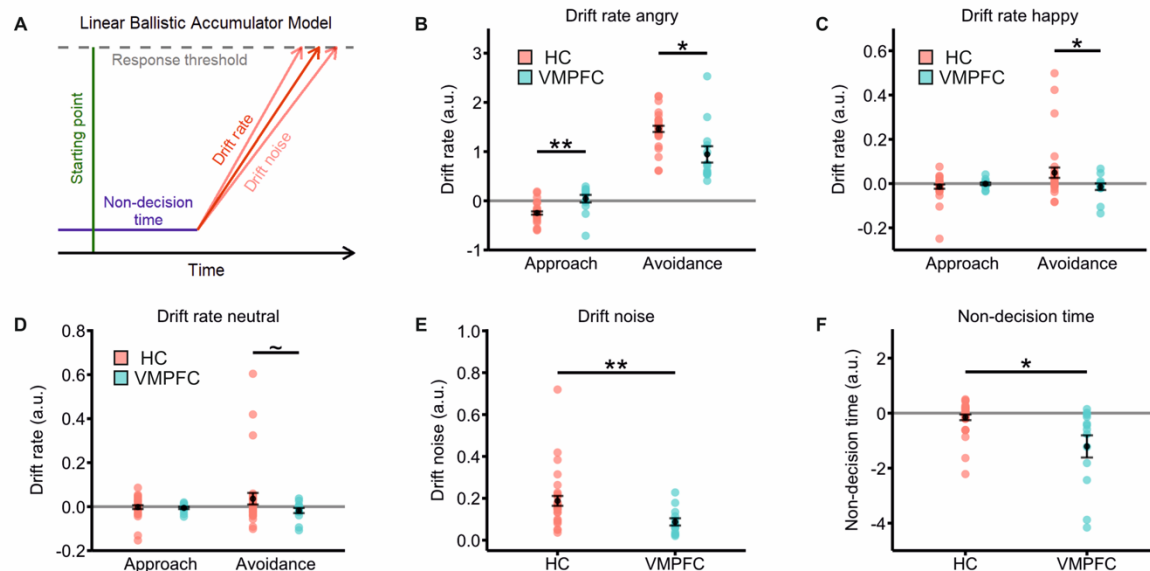 A
Linear Ballistic Accumulator Model
Response threshold
Starting point
Drift rate
Drift noise
Non-decision
time
Time
B
Drift rate angry
HC
VMPFC
*
**
Drift rate (a.u.)
3
2
1
0
-1
Approach
Avoidance
C
Drift rate happy
HC
VMPFC
*
Drift rate (a.u.)
0.6
0.4
0.2
0.0
-0.2
Approach
Avoidance
D
Drift rate neutral
HC
VMPFC
~
Drift rate (a.u.)
0.8
0.6
0.4
0.2
0.0
-0.2
Approach
Avoidance
E
Drift noise
**
Drift noise (a.u.)
1.0
0.8
0.6
0.4
0.2
0.0
HC
VMPFC
F
Non-decision time
*
Non-decision time (a.u.)
2
0
-2
-4
HC
VMPFC